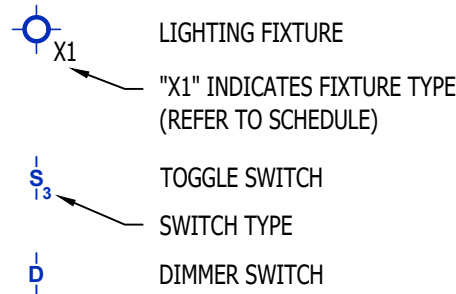 LIGHTING FIXTURE
X1
"X1" INDICATES FIXTURE TYPE
(REFER TO SCHEDULE)
S3 TOGGLE SWITCH
SWITCH TYPE
D DIMMER SWITCH